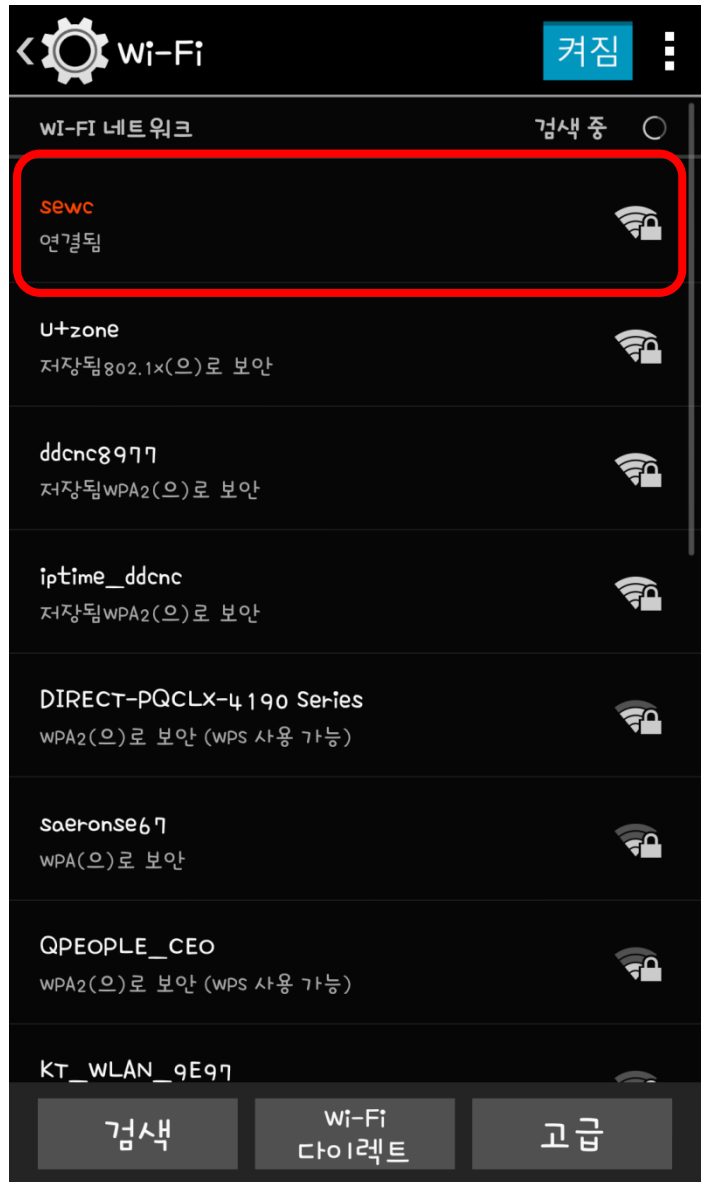 Wi-Fi
켜짐
WI-FI 네트워크
검색 중
sewc
연결됨
U+zone
저장됨802.1x(으)로 보안
ddcnc8977
저장됨WPA2(으)로 보안
iptime_ddcnc
저장됨WPA2(으)로 보안
DIRECT-PQCLX-4190 Series
WPA2(으)로 보안 (WPS 사용 가능)
saeronse67
WPA(으)로 보안
QPEOPLE_CEO
WPA2(으)로 보안 (WPS 사용 가능)
KT_WLAN_9E97
검색
Wi-Fi
다이렉트
고급